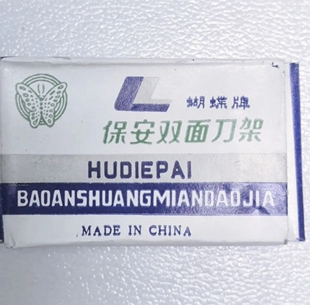 蝴蝶牌
保安双面刀架
HUDIEPAI
BAOANSHUANGMIANDAOJIA
MADE IN CHINA